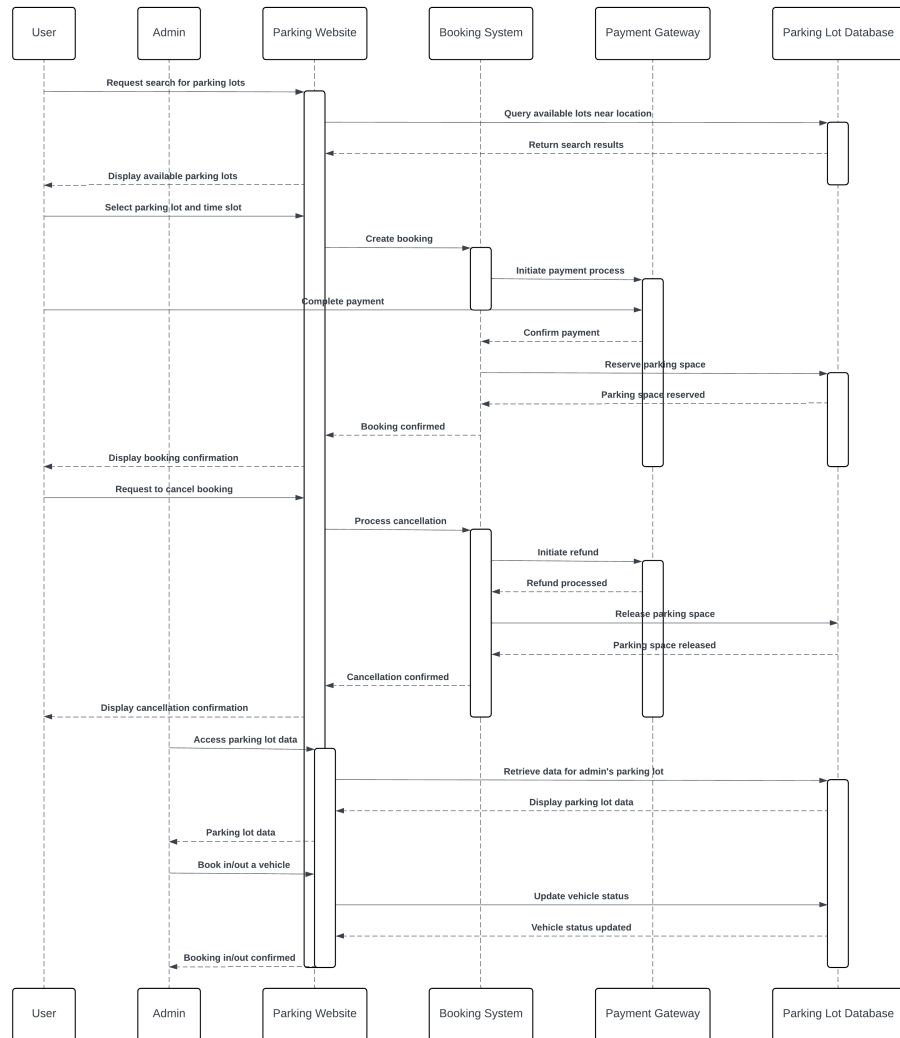 User
Admin
Parking Website
Booking System
Payment Gateway
Parking Lot Database
Request search for parking lots
Query available lots near location
Return search results
Display available parking lots
Select parking lot and time slot
Create booking
Initiate payment process
Complete payment
Confirm payment
Reserve parking space
Parking space reserved
Booking confirmed
Display booking confirmation
Request to cancel booking
Process cancellation
Initiate refund
Refund processed
Release parking space
Parking space released
Cancellation confirmed
Display cancellation confirmation
Access parking lot data
Retrieve data for admin's parking lot
Display parking lot data
Parking lot data
Book in/out a vehicle
Update vehicle status
Vehicle status updated
Booking in/out confirmed
User
Admin
Parking Website
Booking System
Payment Gateway
Parking Lot Database